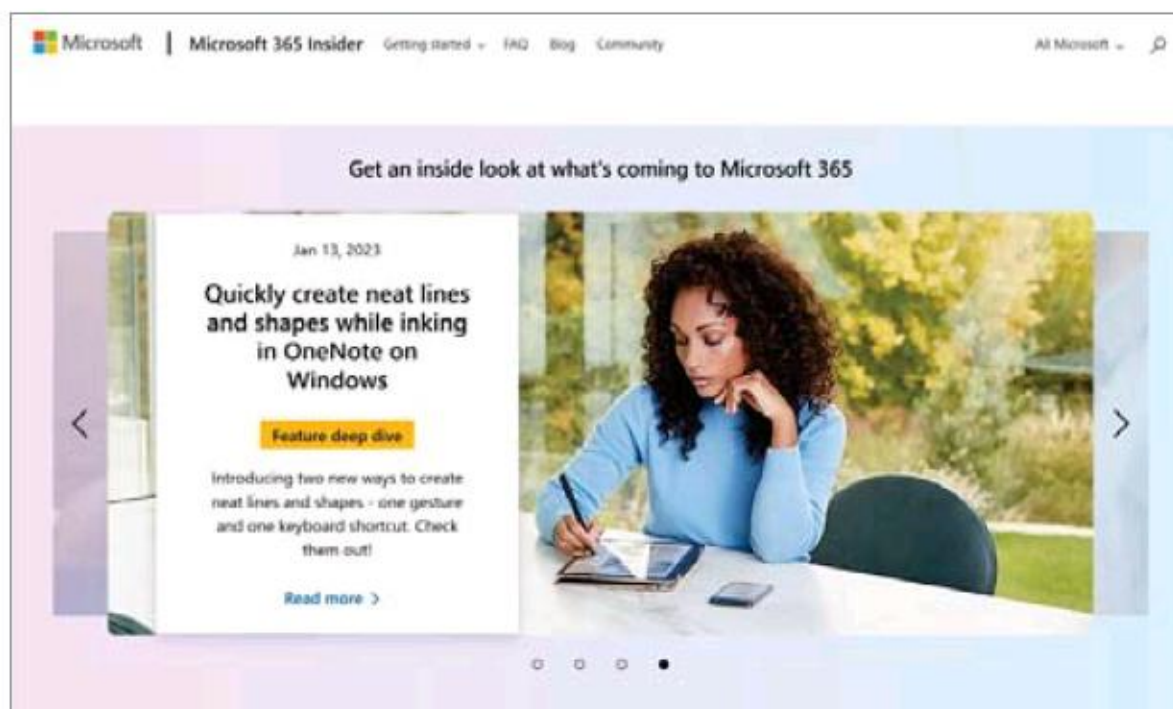 Microsoft | Microsoft 365 Insider Getting started FAQ Blog Community All Microsoft
Get an inside look at what's coming to Microsoft 365
Jan 13, 2023
Quickly create neat lines
and shapes while inking
in OneNote on
Windows
Feature deep dive
Introducing two new ways to create
neat lines and shapes - one gesture
and one keyboard shortcut. Check
them out!
Read more >